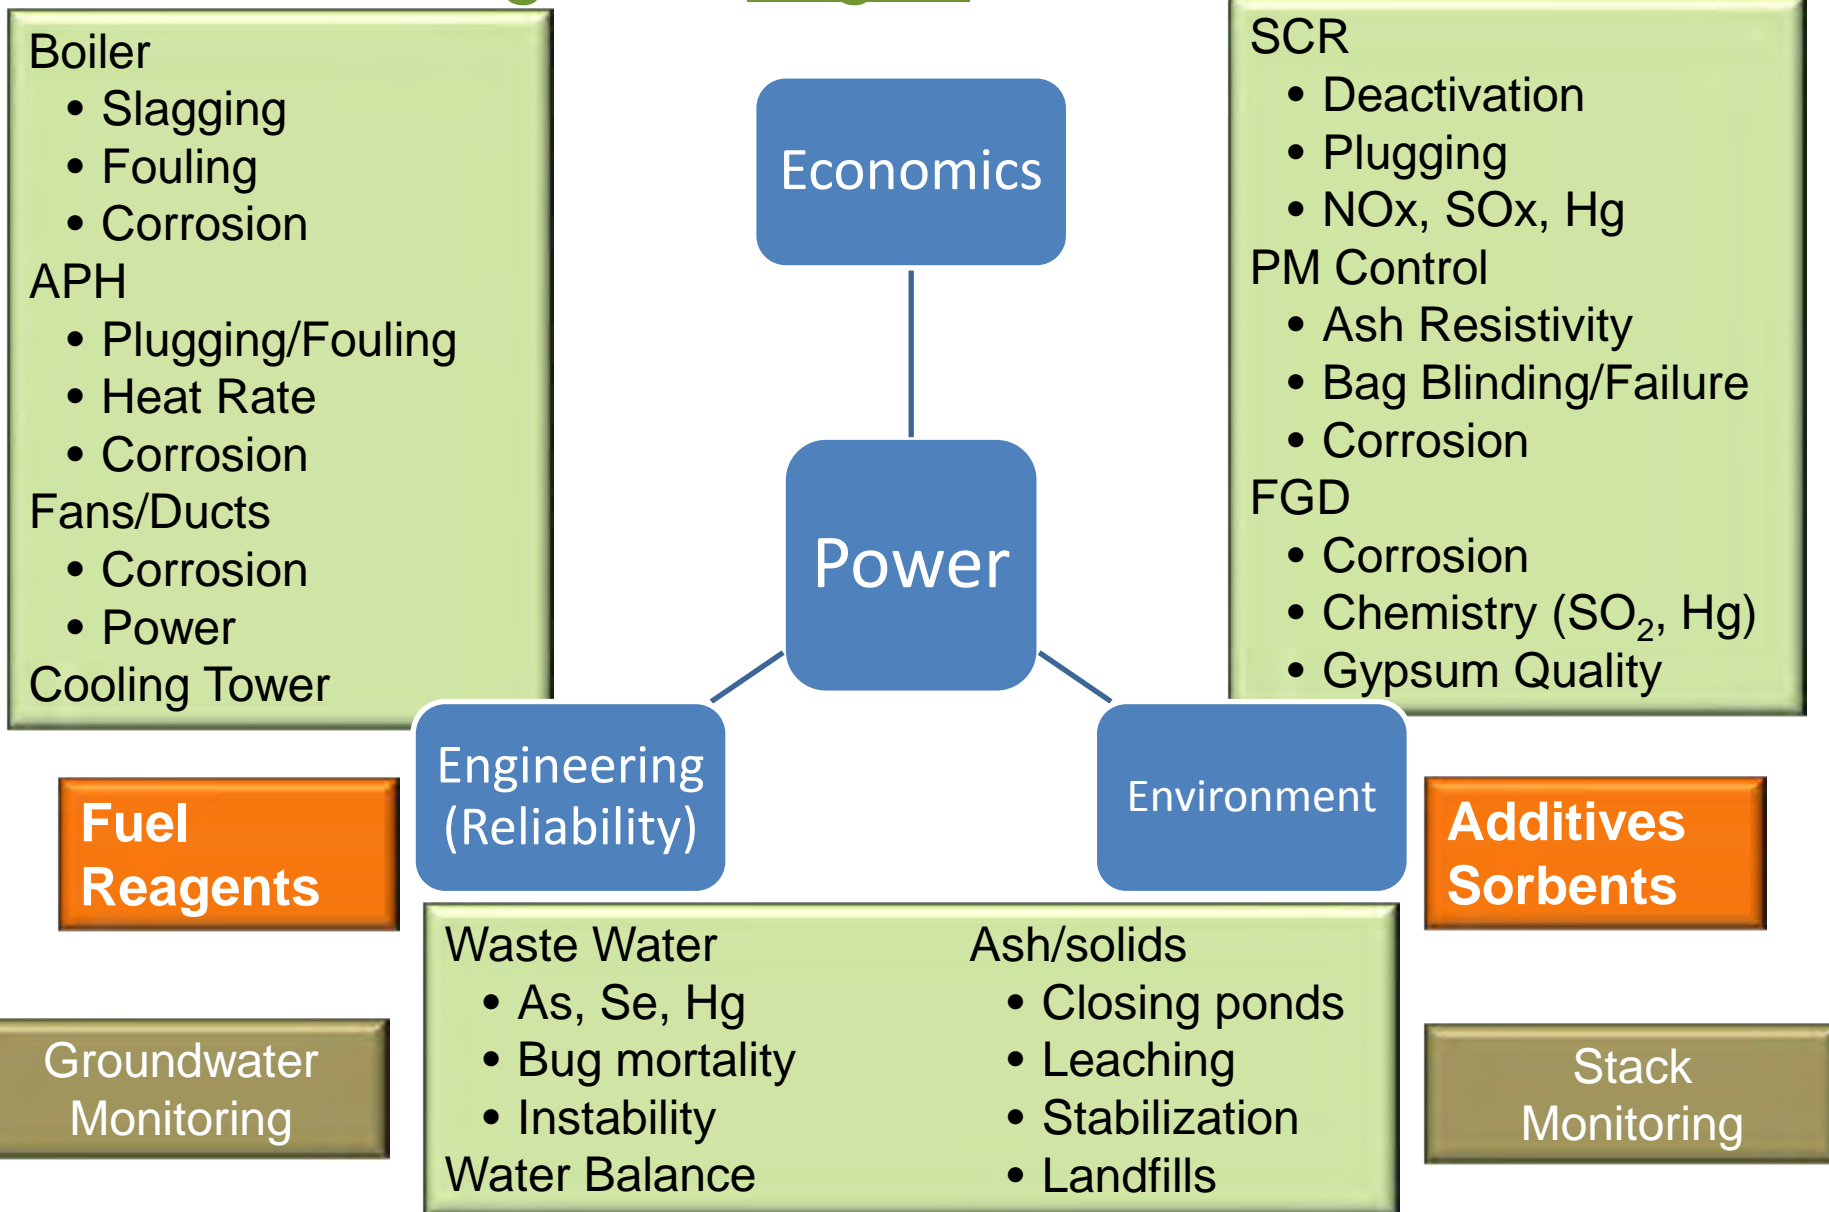 Boiler
• Slagging
• Fouling
• Corrosion
APH
• Plugging/Fouling
• Heat Rate
• Corrosion
Fans/Ducts
• Corrosion
• Power
Cooling Tower
Economics
Power
Engineering
(Reliability)
Environment
SCR
• Deactivation
• Plugging
• NOx, SOx, Hg
PM Control
• Ash Resistivity
• Bag Blinding/Failure
• Corrosion
FGD
• Corrosion
• Chemistry (SO₂, Hg)
• Gypsum Quality
Fuel
Reagents
Additives
Sorbents
Waste Water
• As, Se, Hg
• Bug mortality
• Instability
Water Balance
Ash/solids
• Closing ponds
• Leaching
• Stabilization
• Landfills
Groundwater
Monitoring
Stack
Monitoring